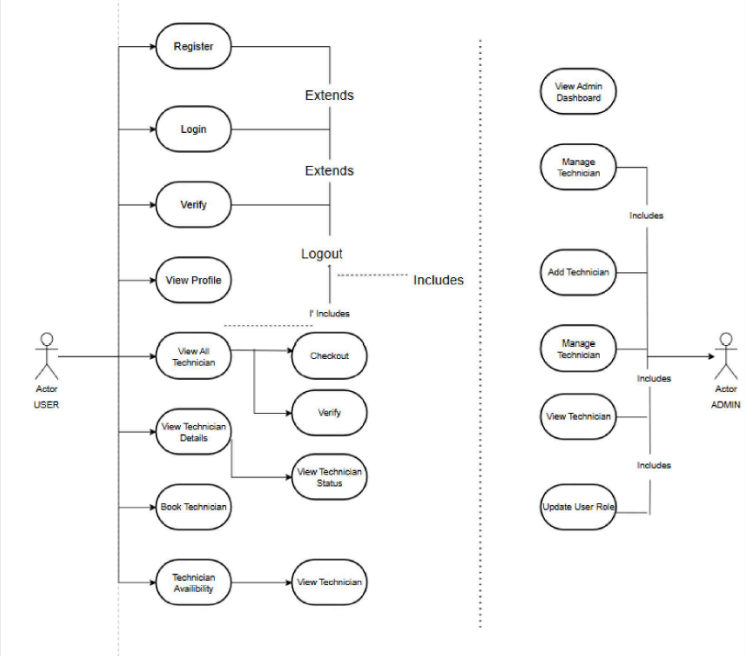 Register
Extends
Login
Extends
Verify
Logout
View Profile
Includes
I' Includes
View All
Technician
Checkout
Actor
USER
Verify
View Technician
Details
View Technician
Status
Book Technician
Technician
Availibility
View Technician
View Admin
Dashboard
Manage
Technician
Includes
Add Technician
Manage
Technician
Includes
Actor
ADMIN
View Technician
Includes
Update User Role